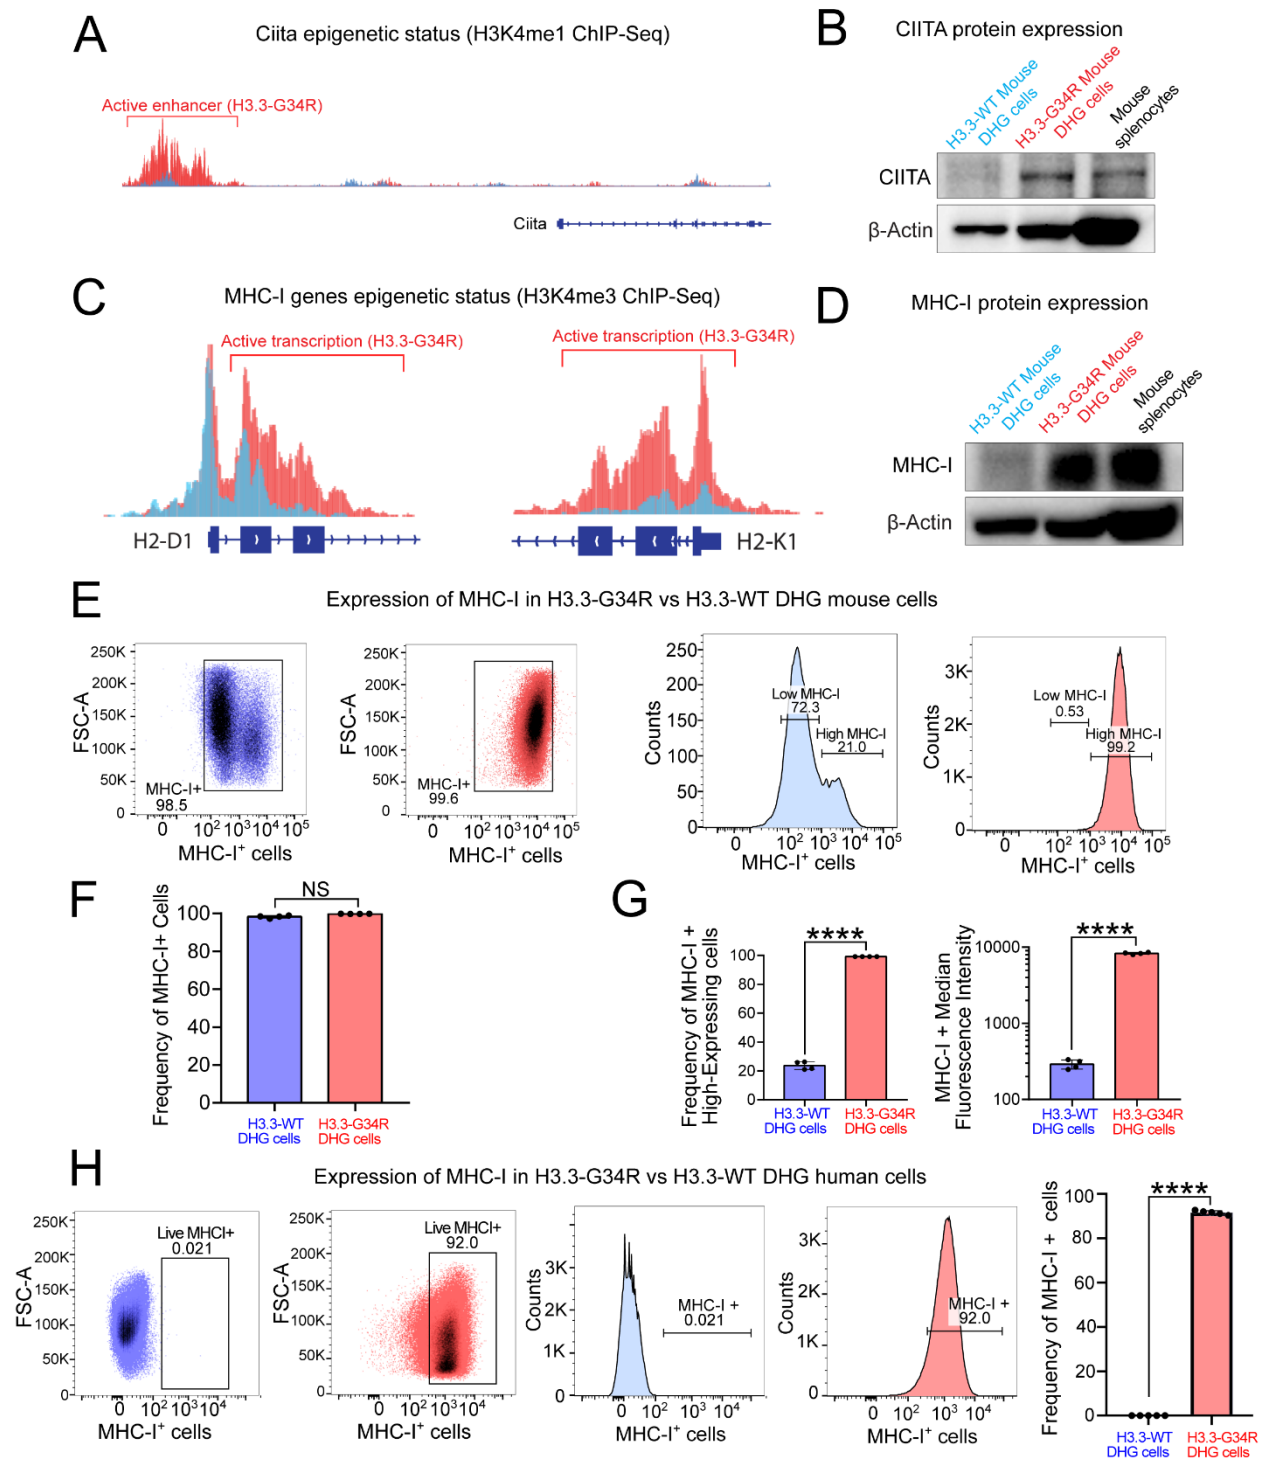 A
Ciita epigenetic status (H3K4me1 ChIP-Seq)
Active enhancer (H3.3-G34R)
Ciita
B
CIITA protein expression
H3.3-WT Mouse
DHG cells
H3.3-G34R Mouse
DHG cells
Mouse
splenocytes
CIITA
β-Actin
C
MHC-I genes epigenetic status (H3K4me3 ChIP-Seq)
Active transcription (H3.3-G34R)
Active transcription (H3.3-G34R)
H2-D1
H2-K1
D
MHC-I protein expression
H3.3-WT Mouse
DHG cells
H3.3-G34R Mouse
DHG cells
Mouse
splenocytes
MHC-I
β-Actin
E
Expression of MHC-I in H3.3-G34R vs H3.3-WT DHG mouse cells
FSC-A
250K
200K
150K
100K
50K
0
MHC-I+
98.5
0 10² 10³ 10⁴ 10⁵
MHC-I⁺ cells
FSC-A
250K
200K
150K
100K
50K
0
MHC-I+
99.6
0 10² 10³ 10⁴ 10⁵
MHC-I⁺ cells
Counts
250
200
150
100
50
0
Low MHC-I
72.3
High MHC-I
21.0
0 10² 10³ 10⁴ 10⁵
MHC-I⁺ cells
Counts
3K
2K
1K
0
Low MHC-I
0.53
High MHC-I
99.2
0 10² 10³ 10⁴ 10⁵
MHC-I⁺ cells
F
Frequency of MHC-I+ Cells
100
80
60
40
20
0
NS
H3.3-WT
DHG cells
H3.3-G34R
DHG cells
G
Frequency of MHC-I +
High-Expressing cells
100
80
60
40
20
0
****
H3.3-WT
DHG cells
H3.3-G34R
DHG cells
MHC-I + Median
Fluorescence Intensity
10000
1000
100
****
H3.3-WT
DHG cells
H3.3-G34R
DHG cells
H
Expression of MHC-I in H3.3-G34R vs H3.3-WT DHG human cells
FSC-A
250K
200K
150K
100K
50K
0
Live MHCI+
0.021
0 10² 10³ 10⁴
MHC-I⁺ cells
FSC-A
250K
200K
150K
100K
50K
0
Live MHCI+
92.0
0 10² 10³ 10⁴
MHC-I⁺ cells
Counts
3K
2K
1K
0
MHC-I +
0.021
0 10² 10³ 10⁴
MHC-I⁺ cells
Counts
3K
2K
1K
0
MHC-I +
92.0
0 10² 10³ 10⁴
MHC-I⁺ cells
Frequency of MHC-I + cells
100
80
60
40
20
0
****
H3.3-WT
DHG cells
H3.3-G34R
DHG cells